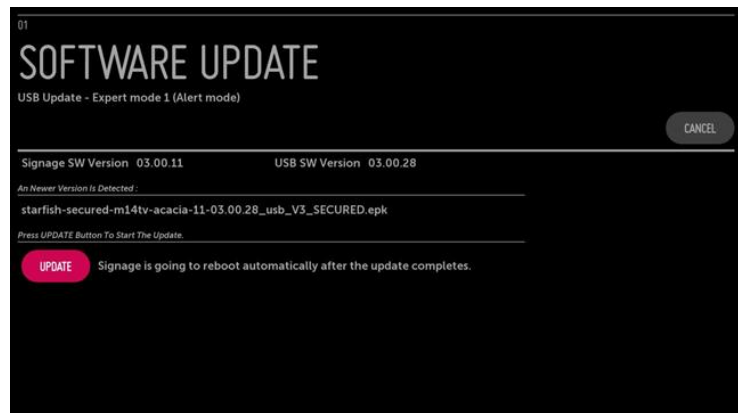 01
SOFTWARE UPDATE
USB Update - Expert mode 1 (Alert mode)
CANCEL
Signage SW Version 03.00.11 USB SW Version 03.00.28
An Newer Version Is Detected :
starfish-secured-m14tv-acacia-11-03.00.28_usb_V3_SECURED.epk
Press UPDATE Button To Start The Update.
UPDATE Signage is going to reboot automatically after the update completes.